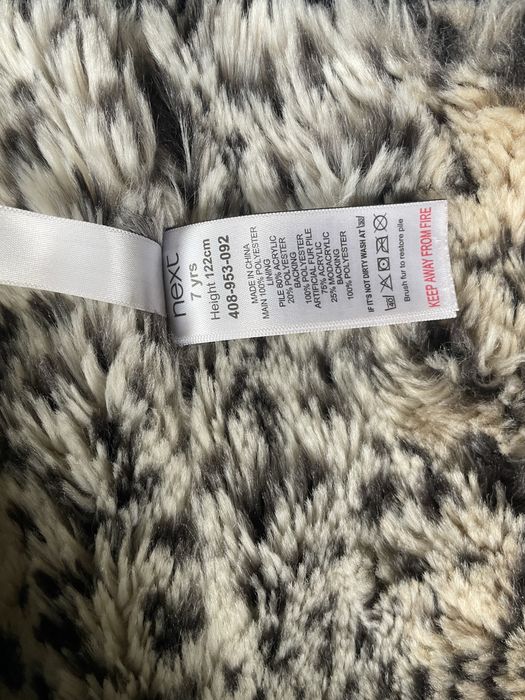 next
7 yrs
Height 122cm
408-953-092
MADE IN CHINA
MAIN 100% POLYESTER
LINING
PILE 80% ACRYLIC
20% POLYESTER
BACKING
100% POLYESTER
ARTIFICIAL FUR PILE
75% ACRYLIC
25% MODACRYLIC
BACKING
100% POLYESTER
IF IT'S NOT DIRTY WASH AT
Brush fur to restore pile
KEEP AWAY FROM FIRE